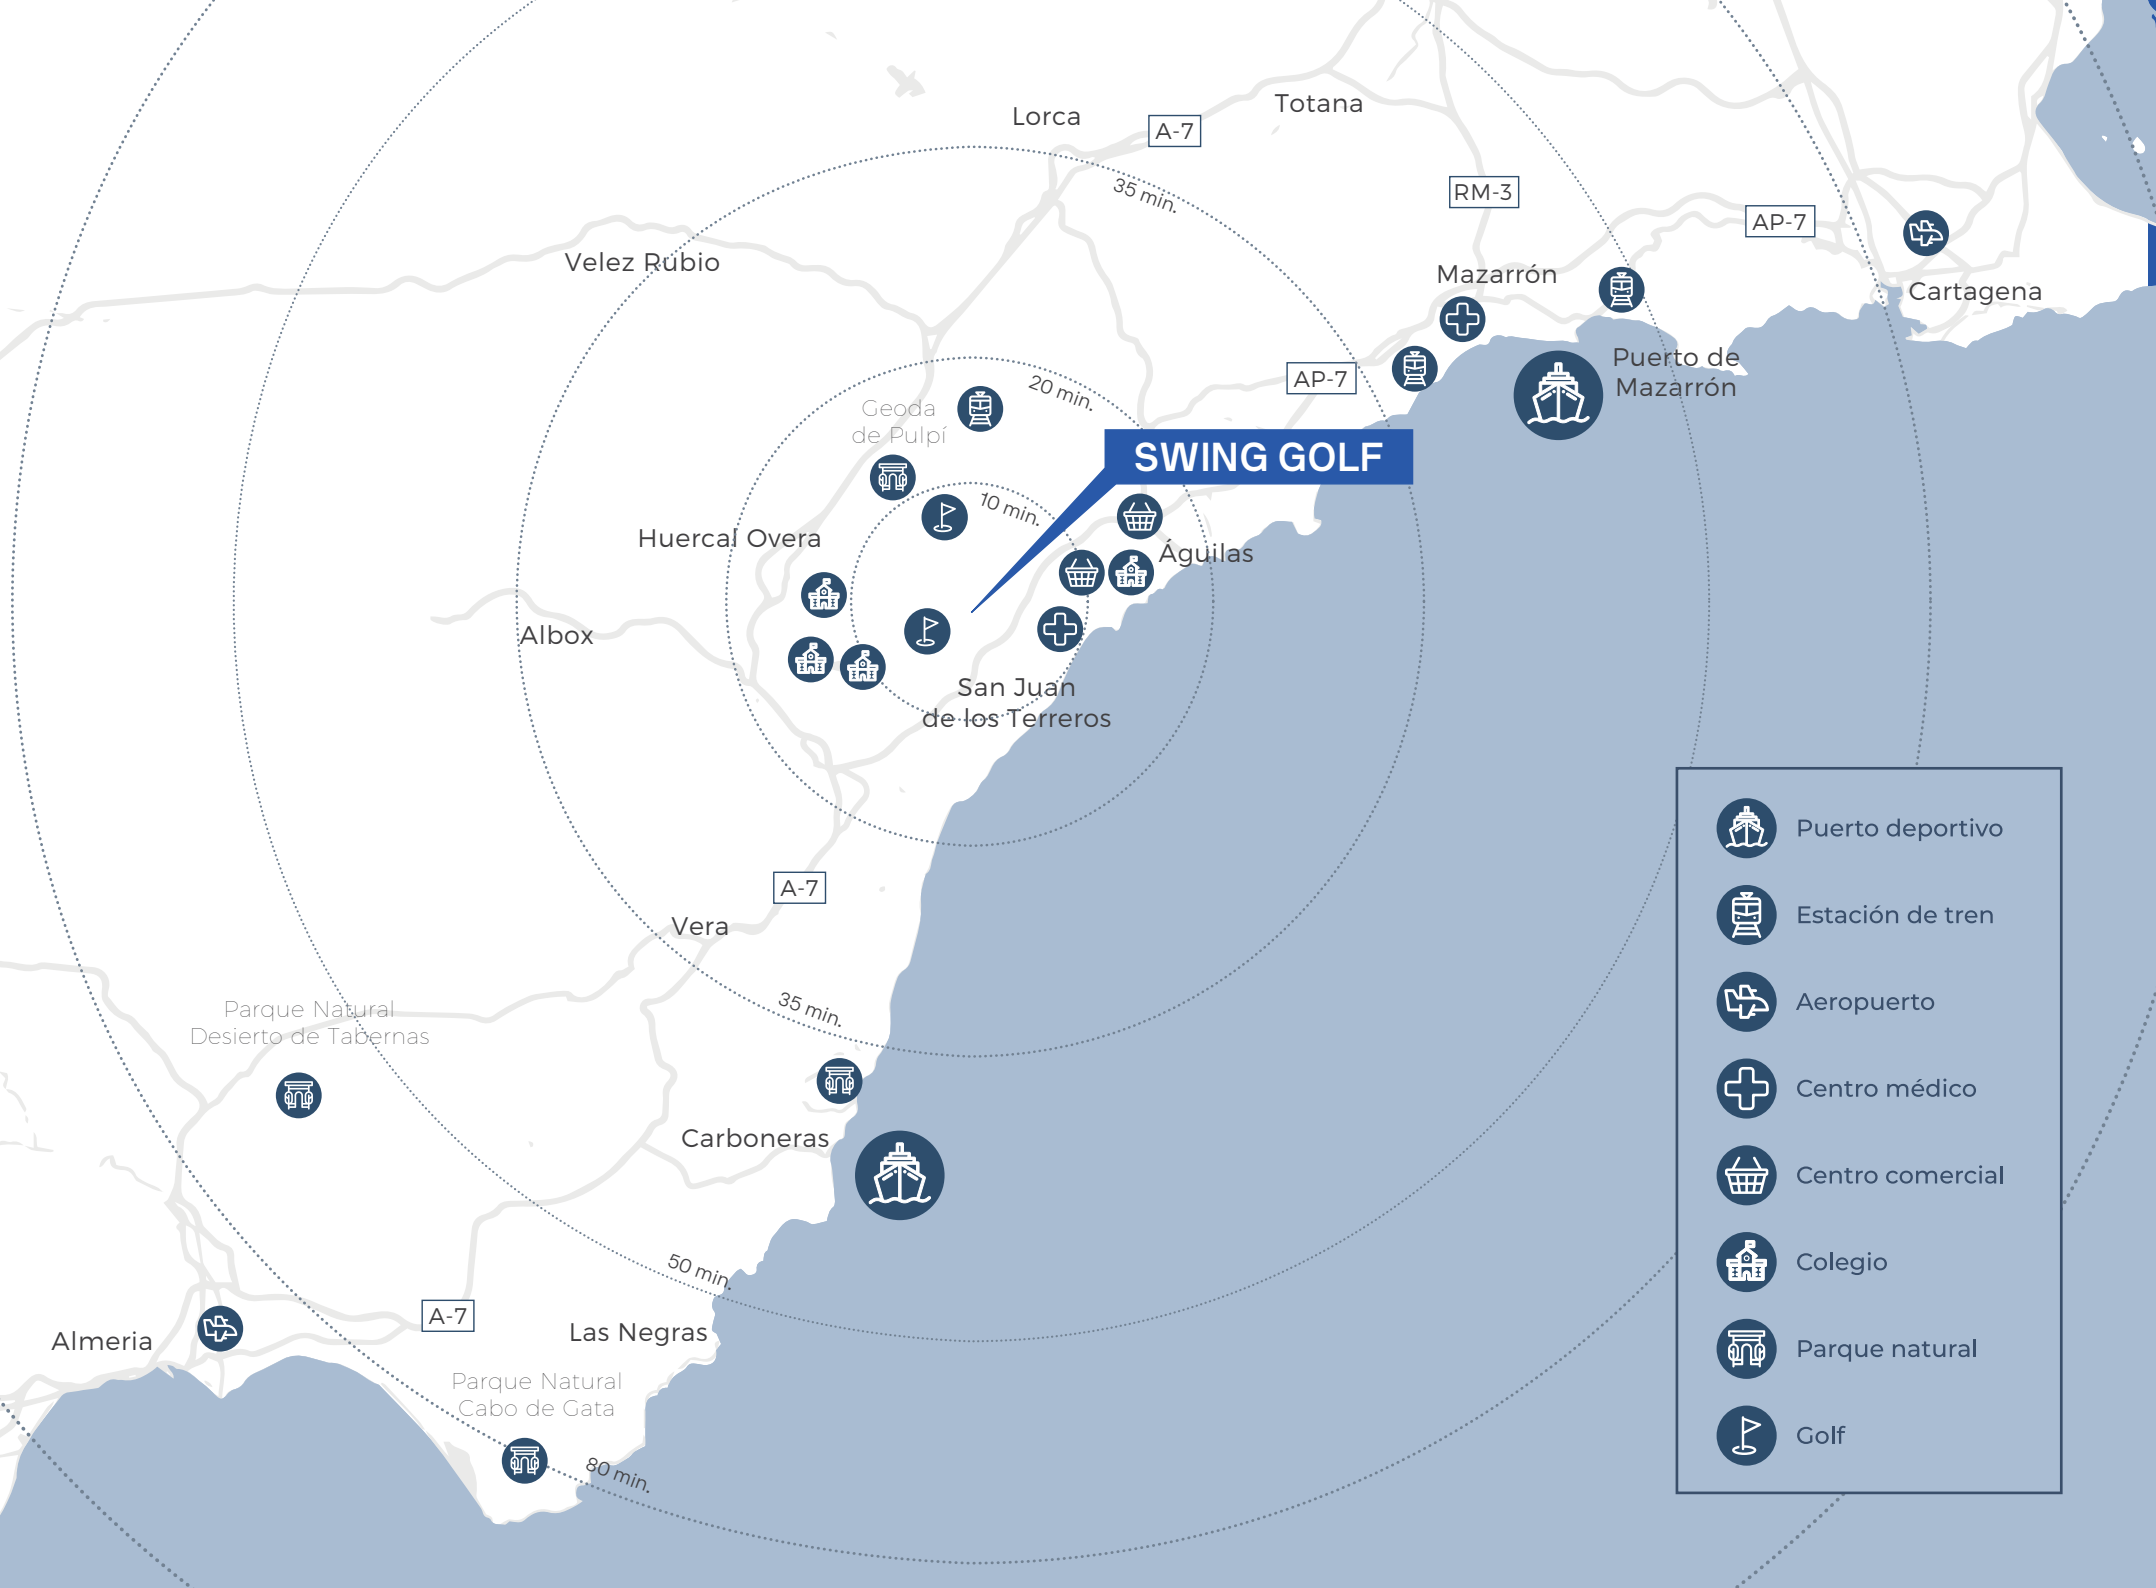 Lorca
A-7
Totana
35 min.
RM-3
AP-7
Velez Rubio
Mazarrón
Cartagena
Puerto de
Mazarrón
AP-7
20 min.
Geoda
de Pulpí
SWING GOLF
10 min.
Huercal Overa
Águilas
Albox
San Juan
de los Terreros
A-7
Vera
35 min.
Parque Natural
Desierto de Tabernas
Carboneras
50 min.
A-7
Las Negras
Almeria
Parque Natural
Cabo de Gata
80 min.
Puerto deportivo
Estación de tren
Aeropuerto
Centro médico
Centro comercial
Colegio
Parque natural
Golf